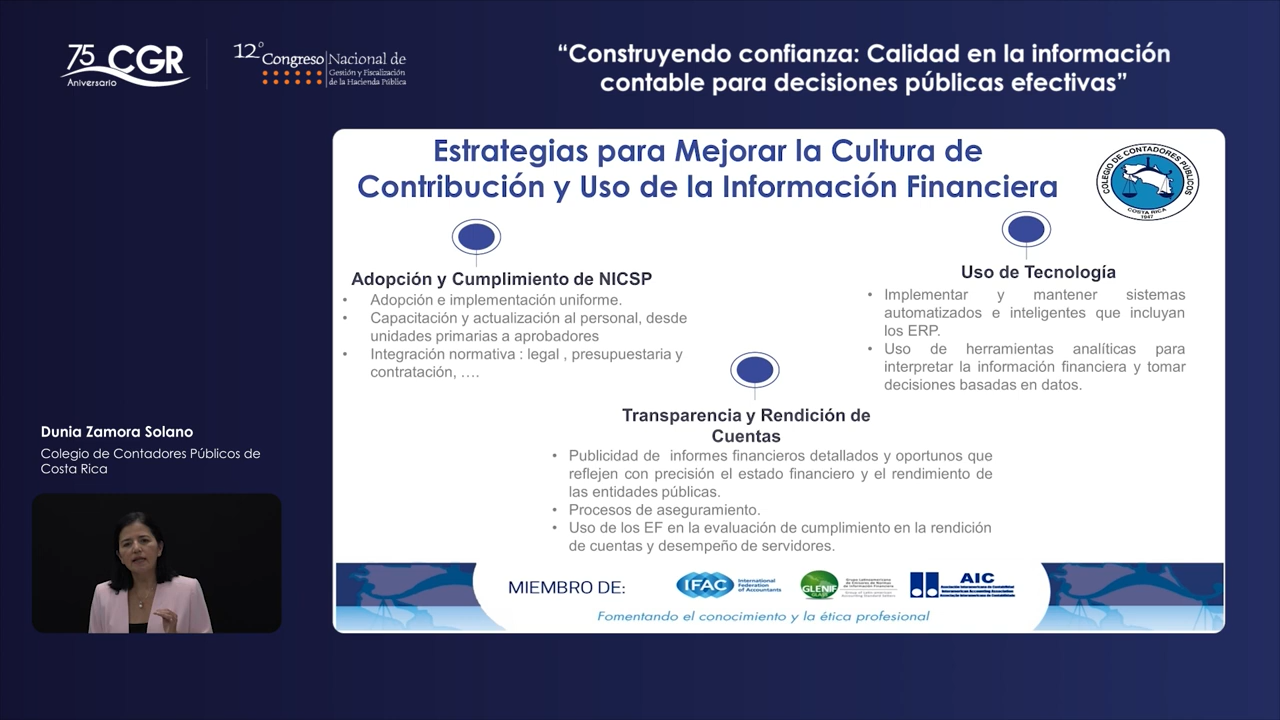 75 CGR
Aniversario
12° Congreso Nacional de
Gestión y Fiscalización
de la Hacienda Pública
“Construyendo confianza: Calidad en la información
contable para decisiones públicas efectivas”
Estrategias para Mejorar la Cultura de
Contribución y Uso de la Información Financiera
COLEGIO DE CONTADORES PÚBLICOS
COSTA RICA
1947
Adopción y Cumplimiento de NICSP
• Adopción e implementación uniforme.
• Capacitación y actualización al personal, desde
unidades primarias a aprobadores
• Integración normativa : legal , presupuestaria y
contratación, ….
Uso de Tecnología
• Implementar y mantener sistemas
automatizados e inteligentes que incluyan
los ERP.
• Uso de herramientas analíticas para
interpretar la información financiera y tomar
decisiones basadas en datos.
Transparencia y Rendición de
Cuentas
• Publicidad de informes financieros detallados y oportunos que
reflejen con precisión el estado financiero y el rendimiento de
las entidades públicas.
• Procesos de aseguramiento.
• Uso de los EF en la evaluación de cumplimiento en la rendición
de cuentas y desempeño de servidores.
Dunia Zamora Solano
Colegio de Contadores Públicos de
Costa Rica
MIEMBRO DE:
IFAC
International
Federation
of Accountants
GLENIF
AIC
Fomentando el conocimiento y la ética profesional